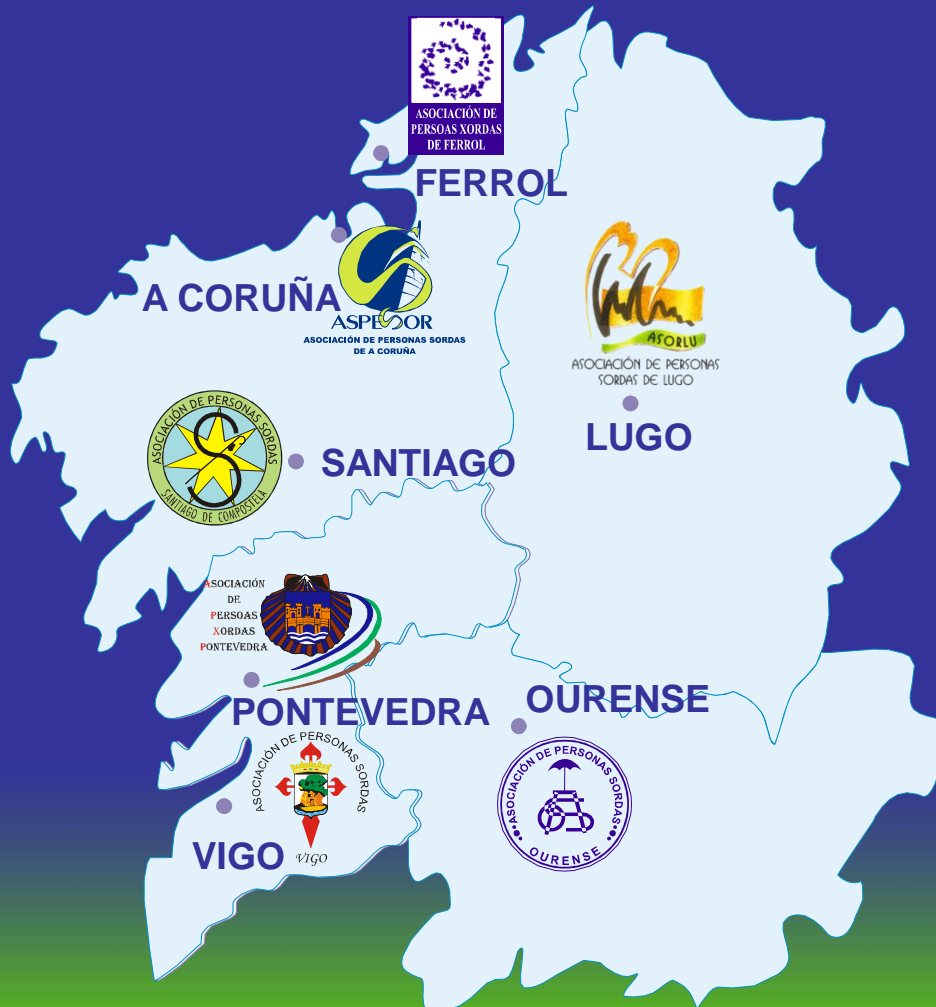 ASOCIACIÓN DE
PERSOAS XORDAS
DE FERROL
FERROL
A CORUÑA
ASPESOR
ASOCIACIÓN DE PERSONAS SORDAS
DE A CORUÑA
ASORLU
ASOCIACIÓN DE PERSONAS
SORDAS DE LUGO
LUGO
ASOCIACIÓN DE PERSONAS SORDAS
SANTIAGO DE COMPOSTELA
SANTIAGO
ASOCIACIÓN
DE
PERSOAS
XORDAS
PONTEVEDRA
PONTEVEDRA
OURENSE
ASOCIACIÓN DE PERSONAS SORDAS
OURENSE
ASOCIACIÓN DE PERSONAS SORDAS
VIGO
VIGO